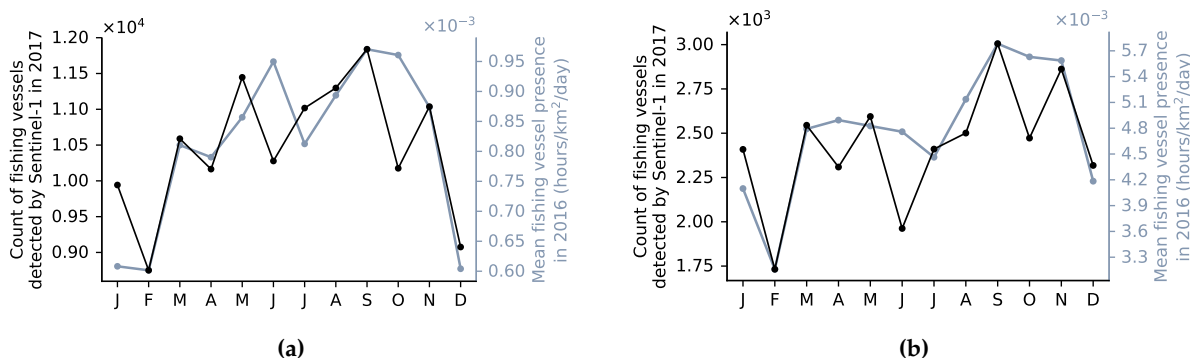 ×10⁴
×10⁻³
1.20
1.15
1.10
1.05
1.00
0.95
0.90
Count of fishing vessels
detected by Sentinel-1 in 2017
0.95
0.90
0.85
0.80
0.75
0.70
0.65
0.60
Mean fishing vessel presence
in 2016 (hours/km²/day)
J F M A M J J A S O N D
(a)
×10³
×10⁻³
3.00
2.75
2.50
2.25
2.00
1.75
Count of fishing vessels
detected by Sentinel-1 in 2017
5.7
5.4
5.1
4.8
4.5
4.2
3.9
3.6
3.3
Mean fishing vessel presence
in 2016 (hours/km²/day)
J F M A M J J A S O N D
(b)